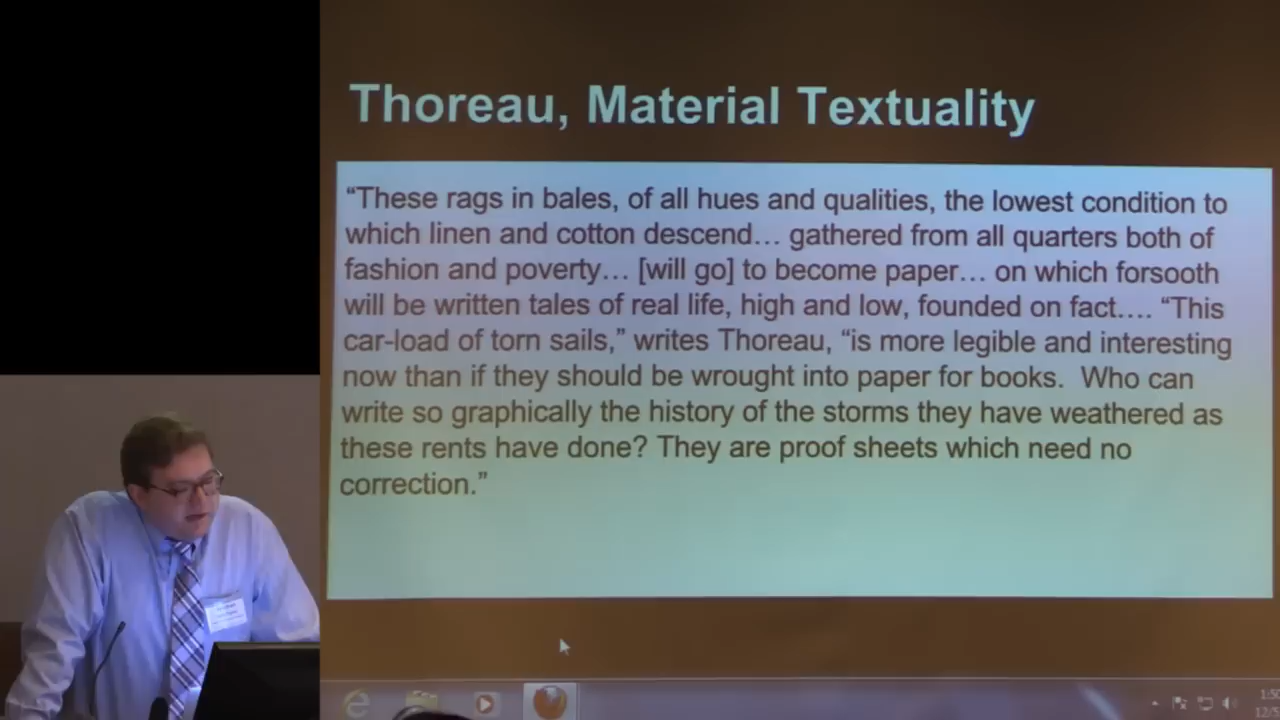 Thoreau, Material Textuality
“These rags in bales, of all hues and qualities, the lowest condition to
which linen and cotton descend… gathered from all quarters both of
fashion and poverty… [will go] to become paper… on which forsooth
will be written tales of real life, high and low, founded on fact…. “This
car-load of torn sails,” writes Thoreau, “is more legible and interesting
now than if they should be wrought into paper for books.  Who can
write so graphically the history of the storms they have weathered as
these rents have done? They are proof sheets which need no
correction.”